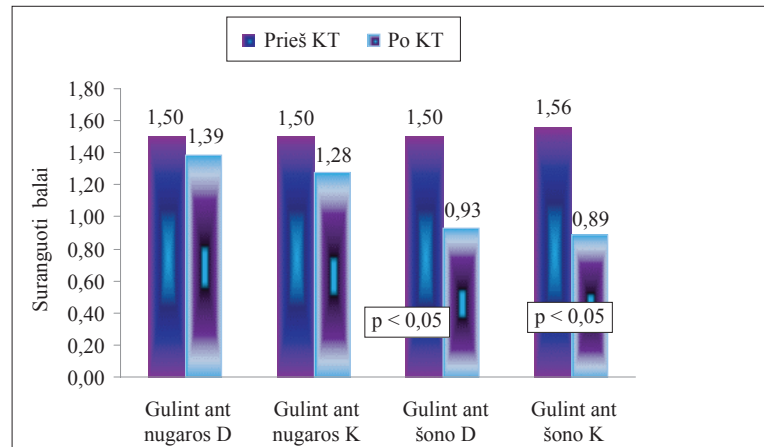 Prieš KT Po KT
Suranguoti balai
1,80
1,60
1,40
1,20
1,00
0,80
0,60
0,40
0,20
0,00
1,50
1,39
1,50
1,28
1,50
0,93
1,56
0,89
p < 0,05
p < 0,05
Gulint ant
nugaros D
Gulint ant
nugaros K
Gulint ant
šono D
Gulint ant
šono K